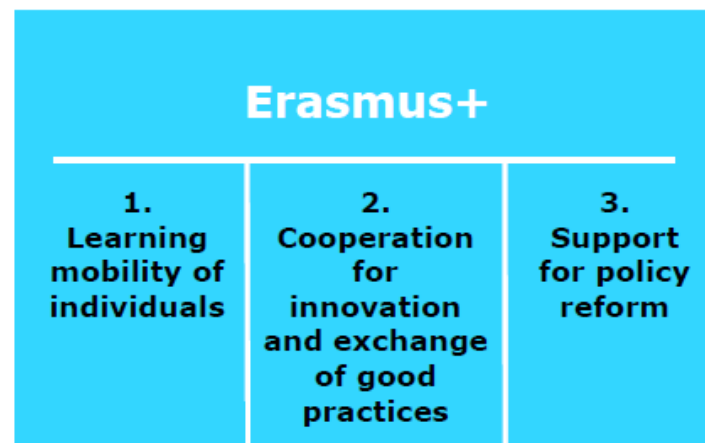 Erasmus+
1.
Learning
mobility of
individuals
2.
Cooperation
for
innovation
and exchange
of good
practices
3.
Support
for policy
reform